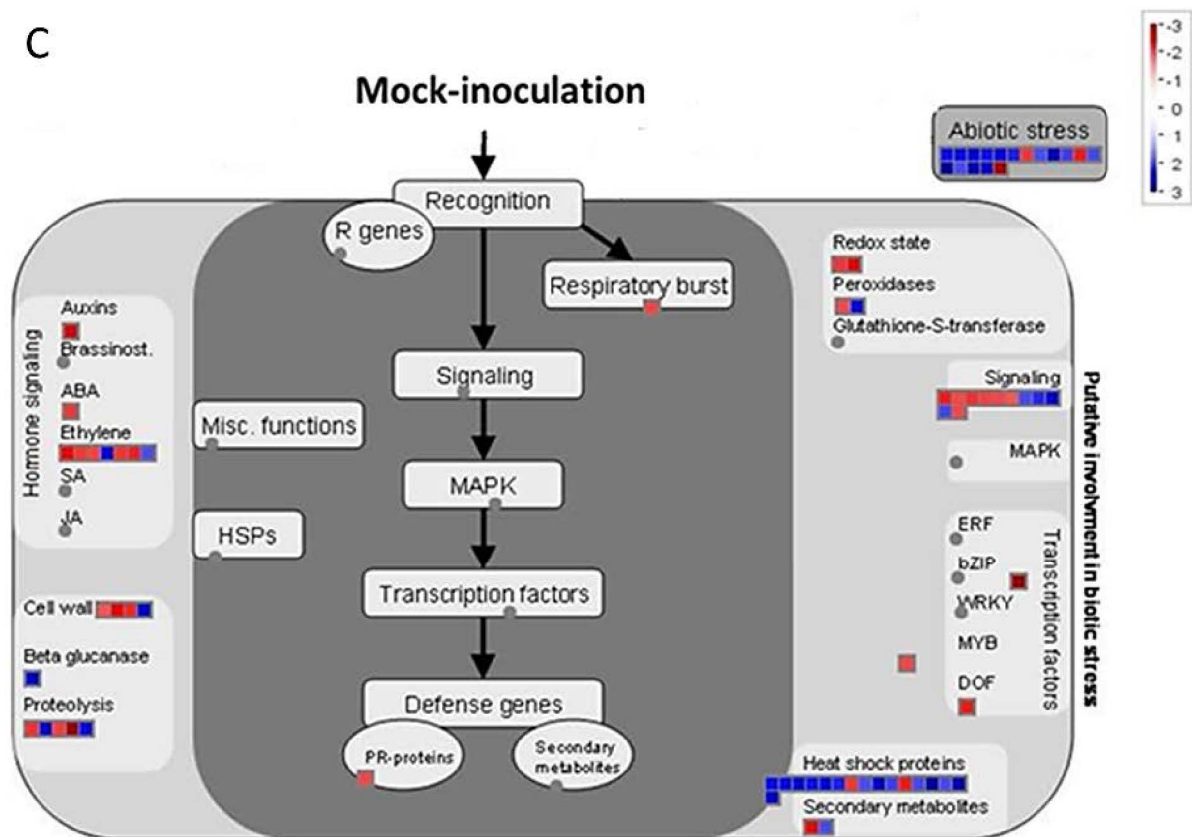 C
Mock-inoculation
-3
-2
-1
0
1
2
3
Abiotic stress
Recognition
R genes
Respiratory burst
Redox state
Peroxidases
Glutathione-S-transferase
Hormone signaling
Auxins
Brassinost.
ABA
Ethylene
SA
JA
Signaling
Misc. functions
MAPK
HSPs
Transcription factors
Defense genes
PR-proteins
Secondary
metabolites
Cell wall
Beta glucanase
Proteolysis
Signaling
MAPK
ERF
bZIP
WRKY
MYB
DOF
Transcription factors
Putative involvment in biotic stress
Heat shock proteins
Secondary metabolites